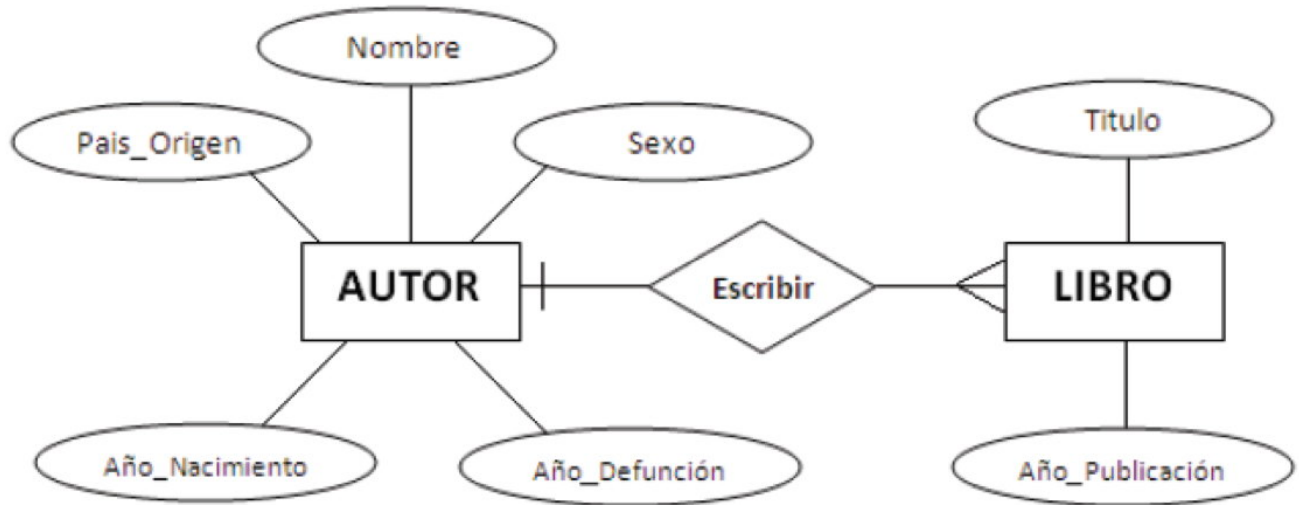 Nombre
Pais_Origen
Sexo
Titulo
AUTOR
Escribir
LIBRO
Año_Nacimiento
Año_Defunción
Año_Publicación